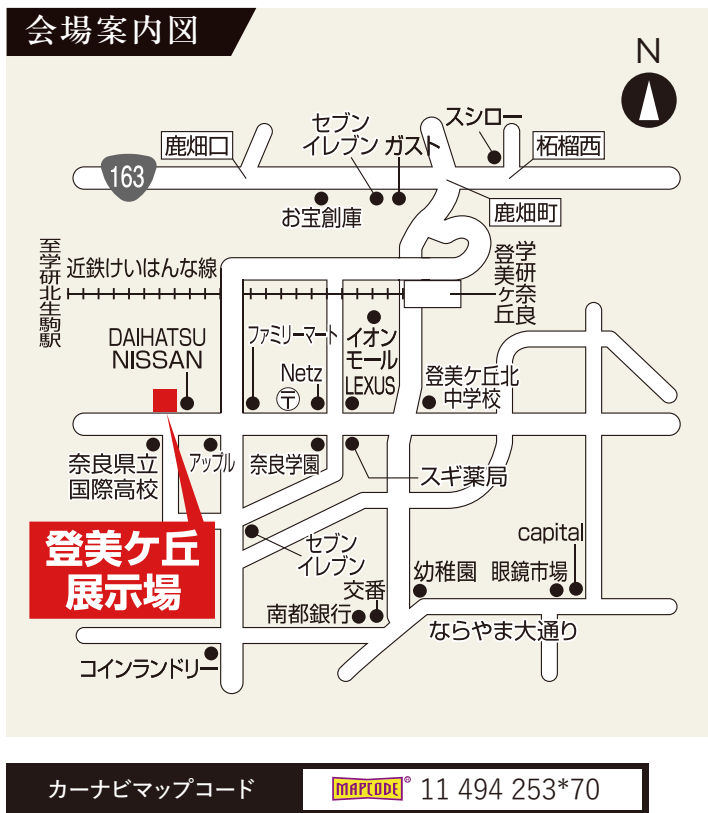 会場案内図
N
スシロー
セブン
イレブン
ガスト
鹿畑口
柘榴西
163
お宝創庫
鹿畑町
至学研北生駒駅
近鉄けいはんな線
学研奈良
登美ケ丘
DAIHATSU
NISSAN
ファミリーマート
イオン
モール
Netz
〒
LEXUS
登美ケ丘北
中学校
奈良県立
国際高校
アップル
奈良学園
スギ薬局
登美ケ丘
展示場
セブン
イレブン
capital
幼稚園
眼鏡市場
交番
南都銀行
ならやま大通り
コインランドリー
カーナビマップコード
MAPCODE® 11 494 253*70